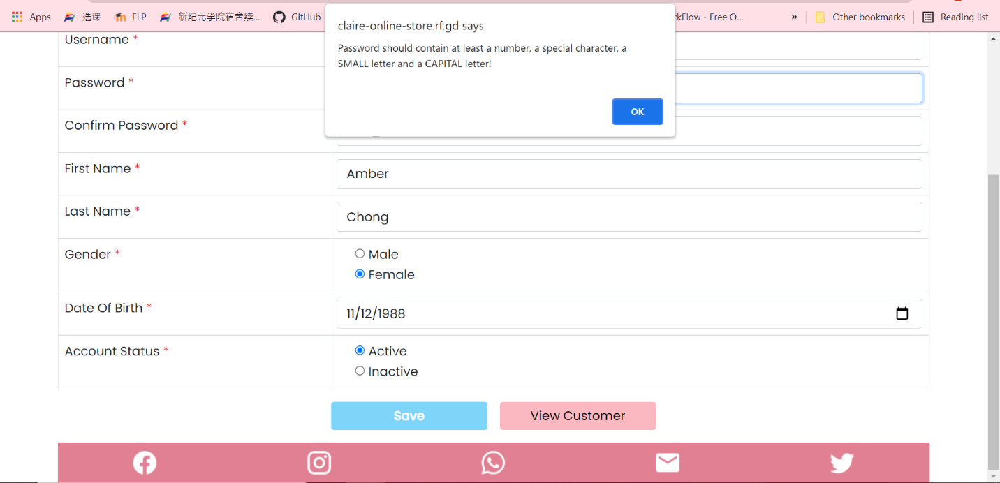 Apps 选课 ELP 新纪元学院宿舍续... GitHub ckFlow - Free O... » Other bookmarks Reading list
claire-online-store.rf.gd says
Password should contain at least a number, a special character, a
SMALL letter and a CAPITAL letter!
OK
Username *
Password *
Confirm Password *
First Name * Amber
Last Name * Chong
Gender * Male
Female
Date Of Birth * 11/12/1988
Account Status * Active
Inactive
Save View Customer